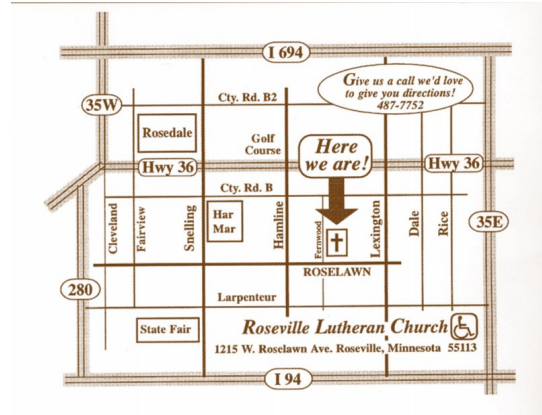 I 694
Give us a call we'd love
to give you directions!
487-7752
35W
Cty. Rd. B2
Rosedale
Golf
Course
Here
we are!
Hwy 36
Hwy 36
Cty. Rd. B
Cleveland
Fairview
Snelling
Har
Mar
Hamline
Fernwood
Lexington
Dale
Rice
35E
ROSELAWN
280
Larpenteur
State Fair
Roseville Lutheran Church
1215 W. Roselawn Ave. Roseville, Minnesota 55113
I 94